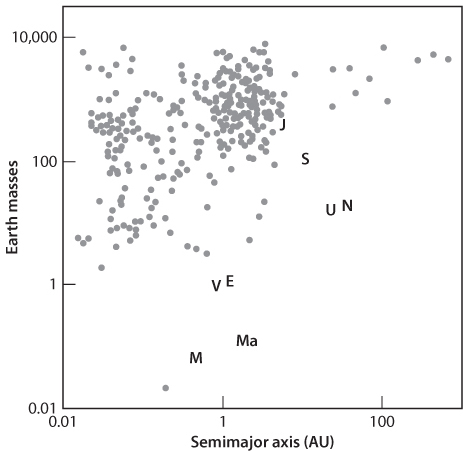 10,000
J
100
S
Earth masses
U N
1
V E
Ma
M
0.01
0.01
1
100
Semimajor axis (AU)